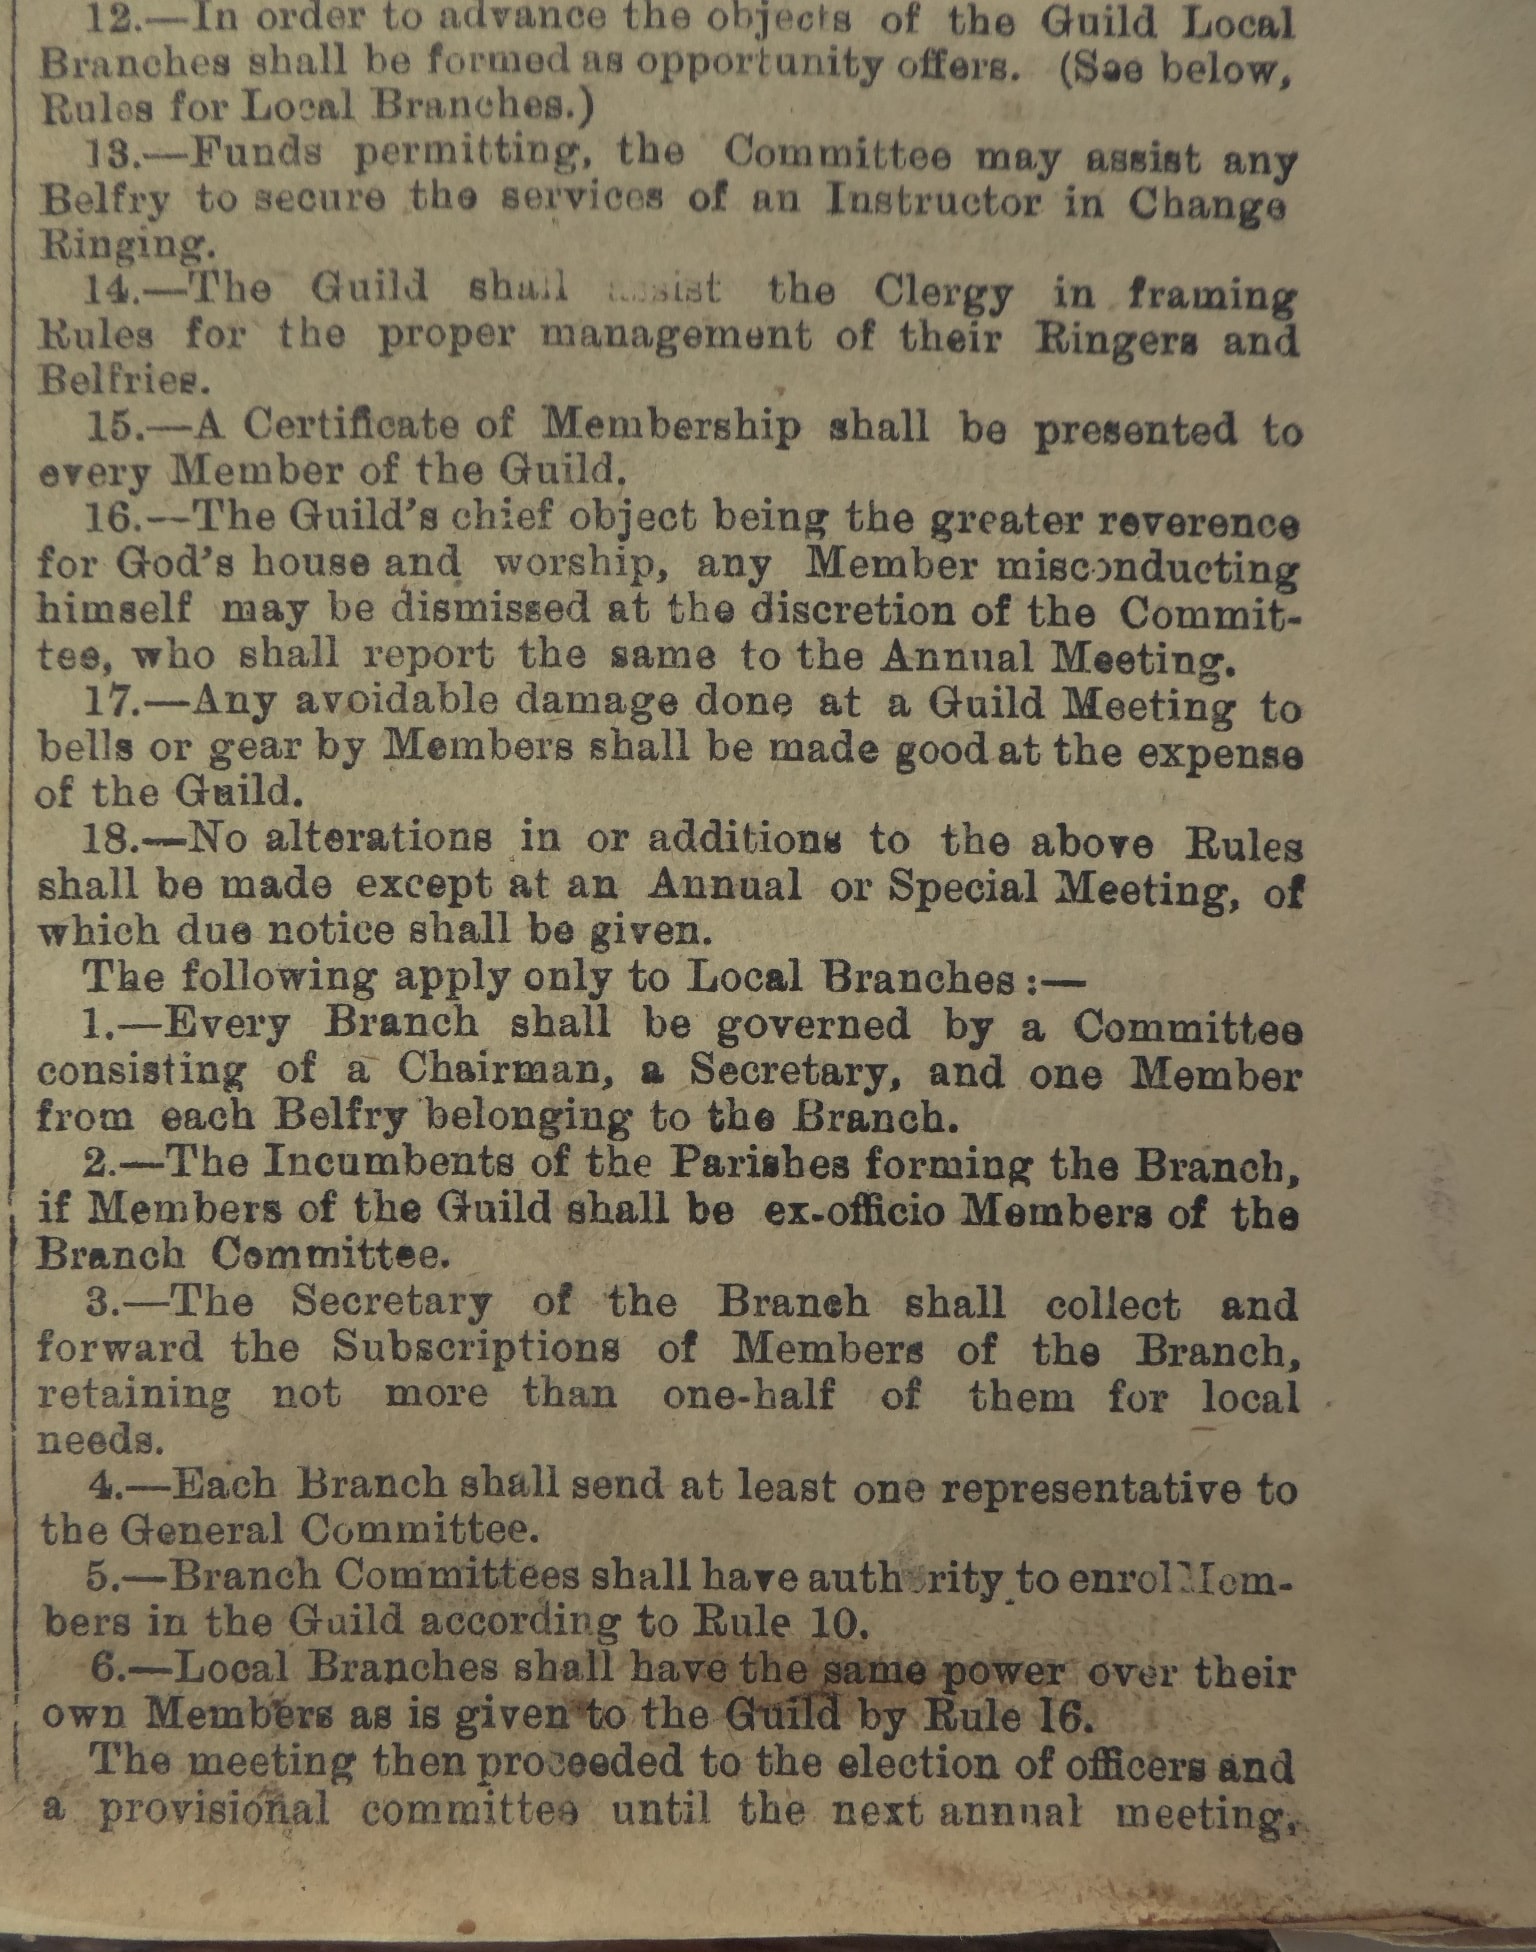 12.—In order to advance the objects of the Guild Local
Branches shall be formed as opportunity offers. (See below,
Rules for Local Branches.)
13.—Funds permitting, the Committee may assist any
Belfry to secure the services of an Instructor in Change
Ringing.
14.—The Guild shall assist the Clergy in framing
Rules for the proper management of their Ringers and
Belfries.
15.—A Certificate of Membership shall be presented to
every Member of the Guild.
16.—The Guild's chief object being the greater reverence
for God's house and worship, any Member misconducting
himself may be dismissed at the discretion of the Commit-
tee, who shall report the same to the Annual Meeting.
17.—Any avoidable damage done at a Guild Meeting to
bells or gear by Members shall be made good at the expense
of the Guild.
18.—No alterations in or additions to the above Rules
shall be made except at an Annual or Special Meeting, of
which due notice shall be given.
The following apply only to Local Branches :—
1.—Every Branch shall be governed by a Committee
consisting of a Chairman, a Secretary, and one Member
from each Belfry belonging to the Branch.
2.—The Incumbents of the Parishes forming the Branch,
if Members of the Guild shall be ex-officio Members of the
Branch Committee.
3.—The Secretary of the Branch shall collect and
forward the Subscriptions of Members of the Branch,
retaining not more than one-half of them for local
needs.
4.—Each Branch shall send at least one representative to
the General Committee.
5.—Branch Committees shall have authority to enrol Mem-
bers in the Guild according to Rule 10.
6.—Local Branches shall have the same power over their
own Members as is given to the Guild by Rule 16.
The meeting then proceeded to the election of officers and
a provisional committee until the next annual meeting,